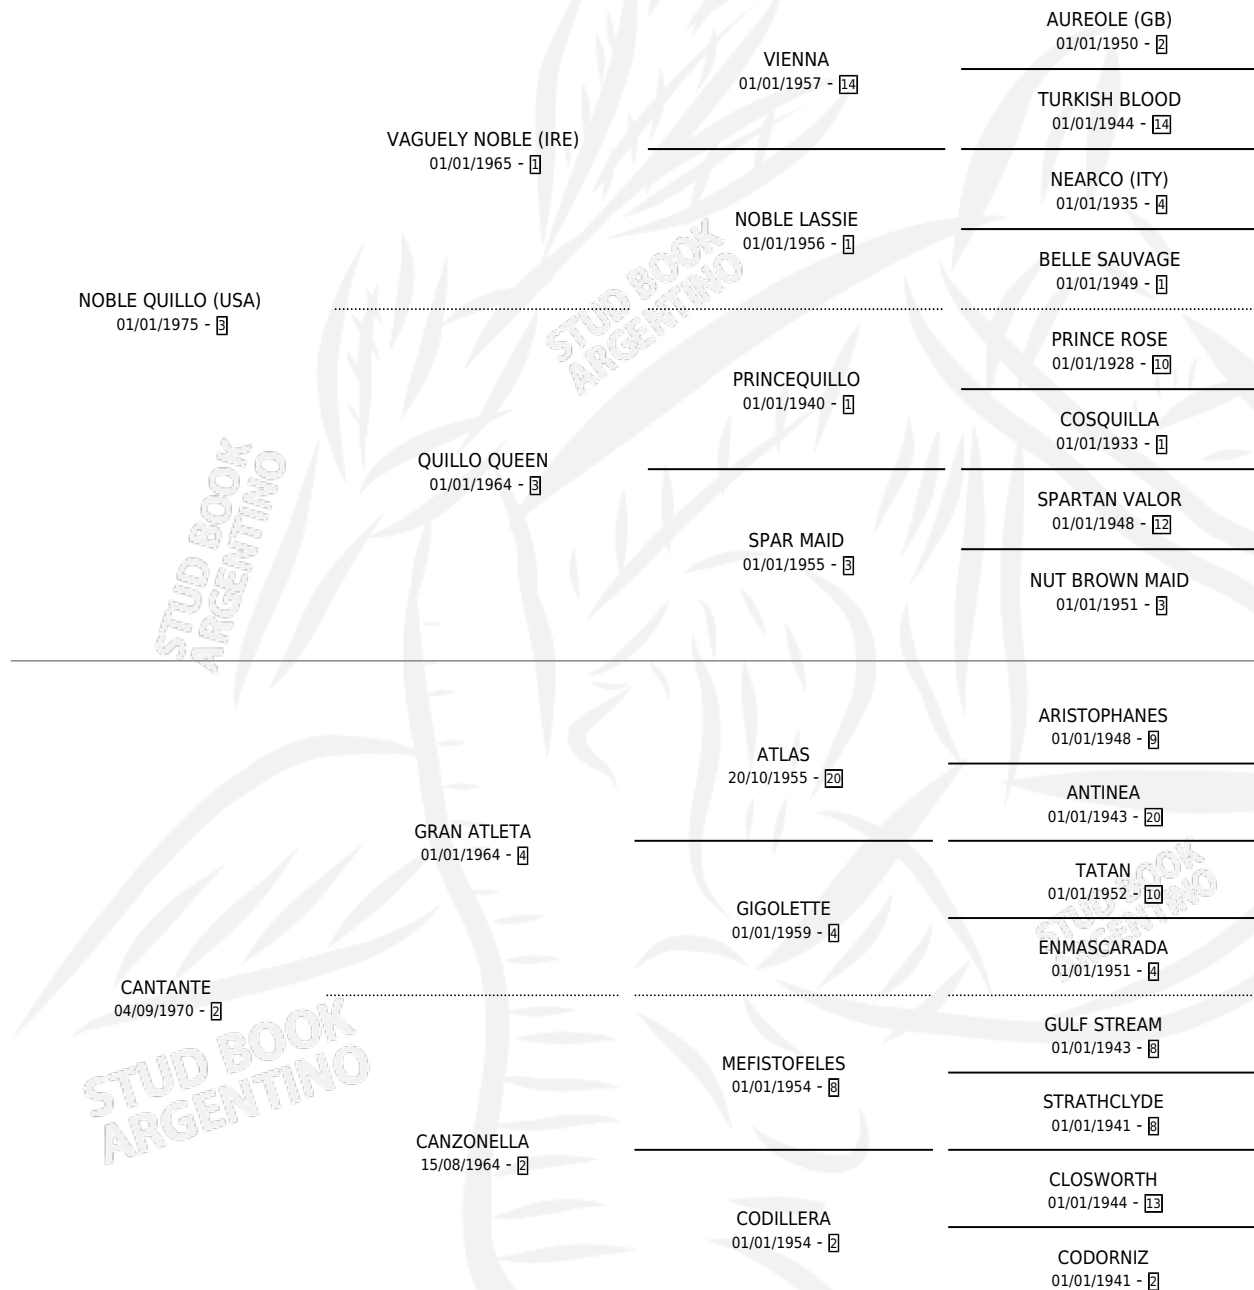 AUREOLE (GB)
01/01/1950 - 2
VIENNA
01/01/1957 - 14
TURKISH BLOOD
01/01/1944 - 14
VAGUELY NOBLE (IRE)
01/01/1965 - 1
NEARCO (ITY)
01/01/1935 - 4
NOBLE LASSIE
01/01/1956 - 1
BELLE SAUVAGE
01/01/1949 - 1
NOBLE QUILLO (USA)
01/01/1975 - 3
PRINCE ROSE
01/01/1928 - 10
PRINCEQUILLO
01/01/1940 - 1
COSQUILLA
01/01/1933 - 1
QUILLO QUEEN
01/01/1964 - 3
SPARTAN VALOR
01/01/1948 - 12
SPAR MAID
01/01/1955 - 3
NUT BROWN MAID
01/01/1951 - 3
ARISTOPHANES
01/01/1948 - 9
ATLAS
20/10/1955 - 20
ANTINEA
01/01/1943 - 20
GRAN ATLETA
01/01/1964 - 4
TATAN
01/01/1952 - 10
GIGOLETTE
01/01/1959 - 4
ENMASCARADA
01/01/1951 - 4
CANTANTE
04/09/1970 - 2
GULF STREAM
01/01/1943 - 8
MEFISTOFELES
01/01/1954 - 8
STRATHCLYDE
01/01/1941 - 8
CANZONELLA
15/08/1964 - 2
CLOSWORTH
01/01/1944 - 13
CODILLERA
01/01/1954 - 2
CODORNIZ
01/01/1941 - 2
STUD BOOK
ARGENTINO
STUD BOOK
ARGENTINO
STUD BOOK
ARGENTINO
STUD BOOK
ARGENTINO